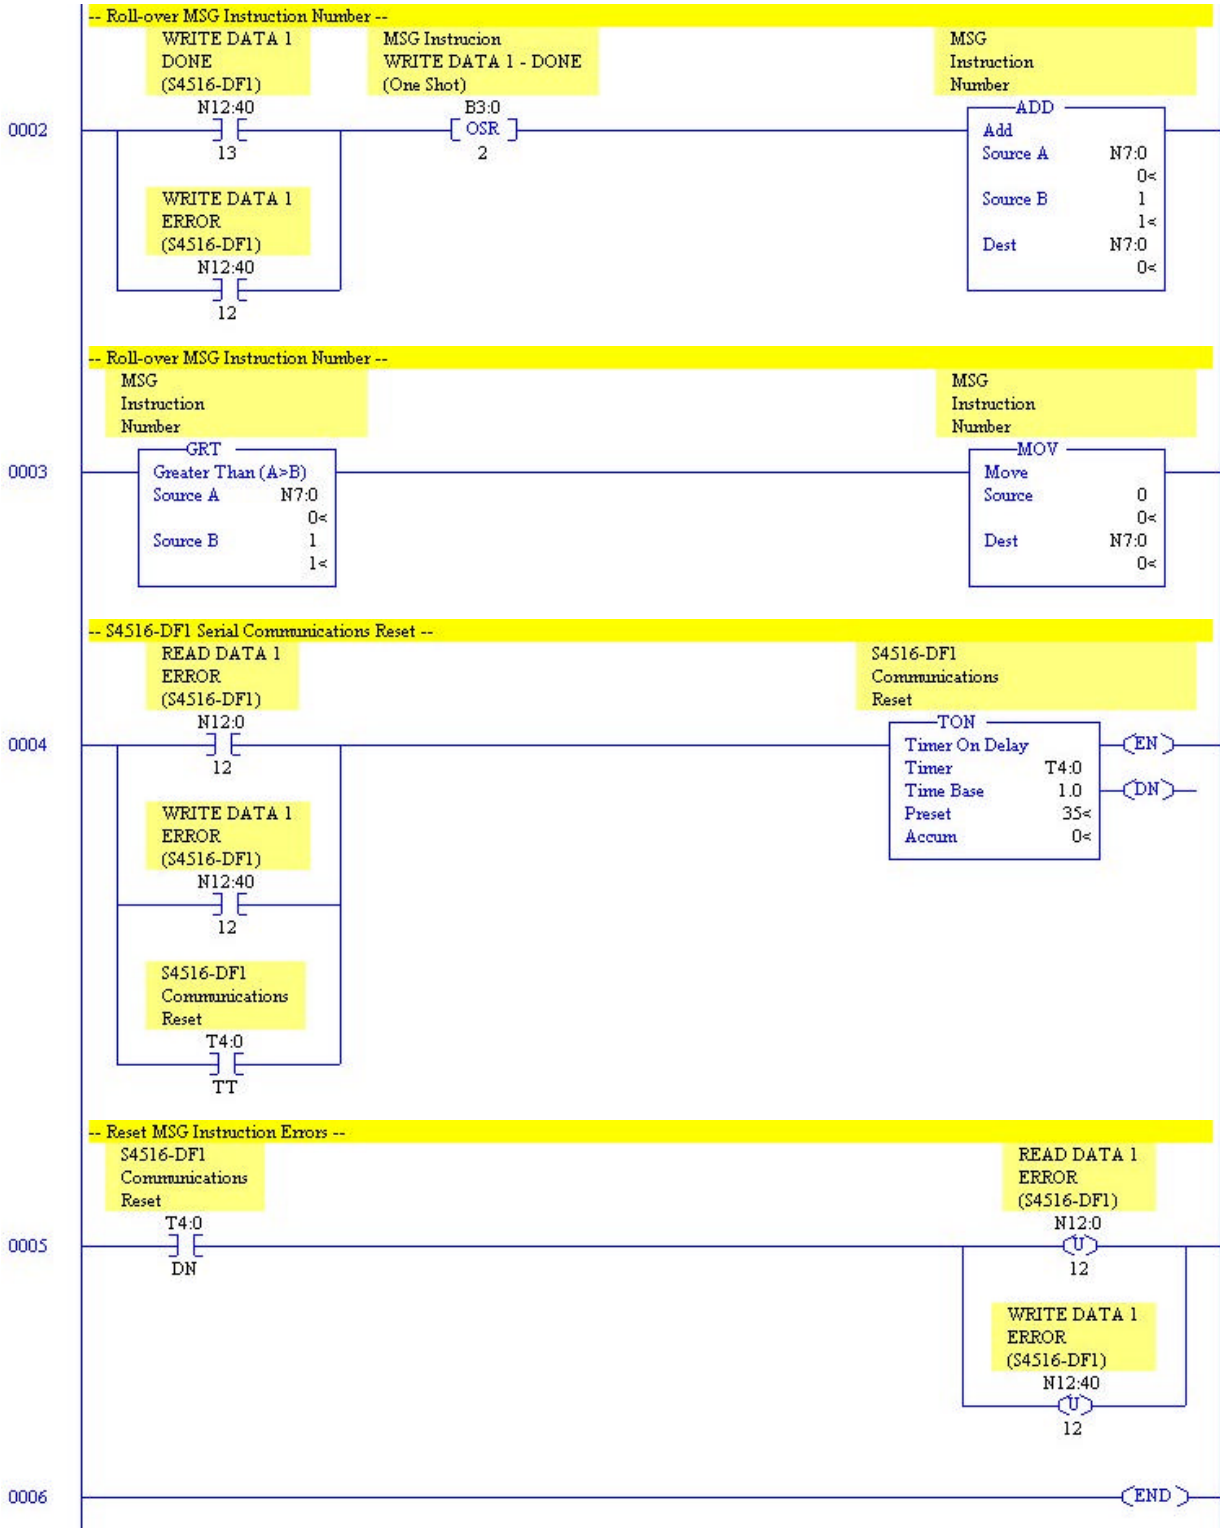 -- Roll-over MSG Instruction Number --
WRITE DATA 1
DONE
(S4516-DF1)
N12:40
13
MSG Instrucion
WRITE DATA 1 - DONE
(One Shot)
B3:0
OSR
2
MSG
Instruction
Number
ADD
Add
Source A N7:0
0<
Source B 1
1<
Dest N7:0
0<
0002
WRITE DATA 1
ERROR
(S4516-DF1)
N12:40
12
-- Roll-over MSG Instruction Number --
MSG
Instruction
Number
GRT
Greater Than (A>B)
Source A N7:0
0<
Source B 1
1<
MSG
Instruction
Number
MOV
Move
Source 0
0<
Dest N7:0
0<
0003
-- S4516-DF1 Serial Communications Reset --
READ DATA 1
ERROR
(S4516-DF1)
N12:0
12
S4516-DF1
Communications
Reset
TON
Timer On Delay
Timer T4:0
Time Base 1.0
Preset 35<
Accum 0<
EN
DN
0004
WRITE DATA 1
ERROR
(S4516-DF1)
N12:40
12
S4516-DF1
Communications
Reset
T4:0
TT
-- Reset MSG Instruction Errors --
S4516-DF1
Communications
Reset
T4:0
DN
READ DATA 1
ERROR
(S4516-DF1)
N12:0
U
12
0005
WRITE DATA 1
ERROR
(S4516-DF1)
N12:40
U
12
0006
END